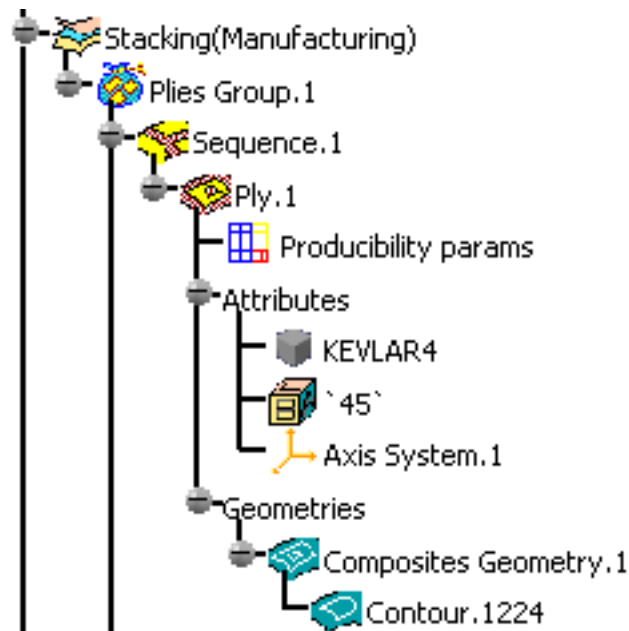 Stacking(Manufacturing)
Plies Group.1
Sequence.1
Ply.1
Producibility params
Attributes
KEVLAR4
`45`
Axis System.1
Geometries
Composites Geometry.1
Contour.1224